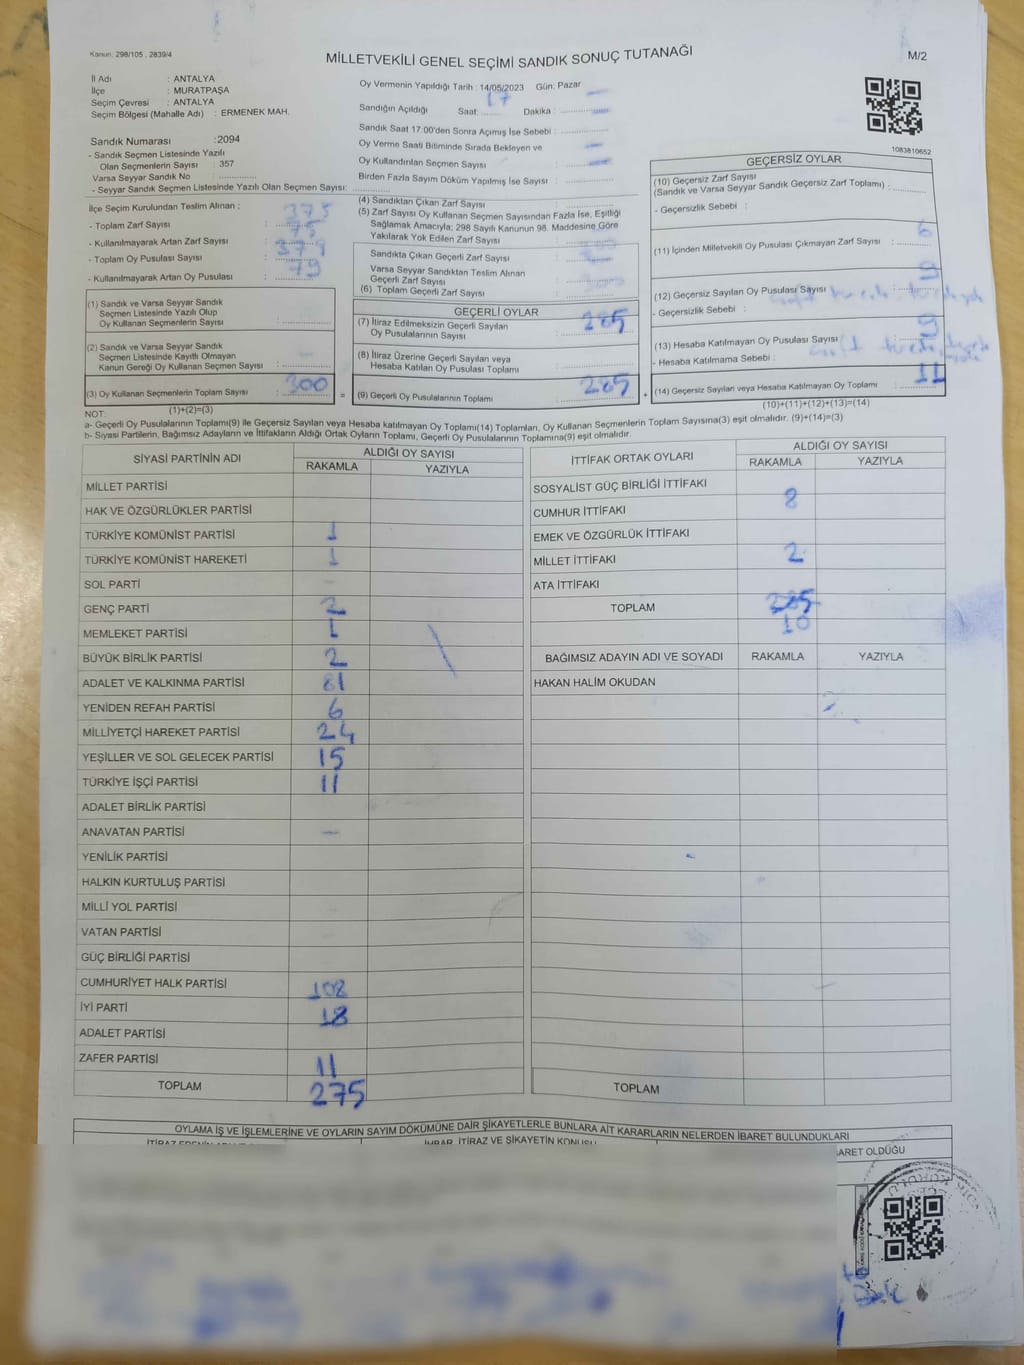 Kanun: 298/105 , 2839/4
MİLLETVEKİLİ GENEL SEÇİMİ SANDIK SONUÇ TUTANAĞI
M/2
İl Adı : ANTALYA
İlçe : MURATPAŞA
Seçim Çevresi : ANTALYA
Seçim Bölgesi (Mahalle Adı) : ERMENEK MAH.
Sandık Numarası :2094
- Sandık Seçmen Listesinde Yazılı
Olan Seçmenlerin Sayısı : 357
Varsa Seyyar Sandık No :
- Seyyar Sandık Seçmen Listesinde Yazılı Olan Seçmen Sayısı:
Oy Vermenin Yapıldığı Tarih : 14/05/2023 Gün: Pazar
Sandığın Açıldığı Saat: 17 Dakika :
Sandık Saat 17:00'den Sonra Açımış İse Sebebi :
Oy Verme Saati Bitiminde Sırada Bekleyen ve
Oy Kullandırılan Seçmen Sayısı :
Birden Fazla Sayım Döküm Yapılmış İse Sayısı :
1083810652
İlçe Seçim Kurulundan Teslim Alınan : 375
- Toplam Zarf Sayısı : 75
- Kullanılmayarak Artan Zarf Sayısı : 379
- Toplam Oy Pusulası Sayısı : 79
- Kullanılmayarak Artan Oy Pusulası :
(1) Sandık ve Varsa Seyyar Sandık
Seçmen Listesinde Yazılı Olup
Oy Kullanan Seçmenlerin Sayısı :
(2) Sandık ve Varsa Seyyar Sandık
Seçmen Listesinde Kayıtlı Olmayan
Kanun Gereği Oy Kullanan Seçmen Sayısı :
(3) Oy Kullanan Seçmenlerin Toplam Sayısı : 300
(1)+(2)=(3)
(4) Sandıktan Çıkan Zarf Sayısı :
(5) Zarf Sayısı Oy Kullanan Seçmen Sayısından Fazla İse, Eşitliği
Sağlamak Amacıyla; 298 Sayılı Kanunun 98. Maddesine Göre
Yakılarak Yok Edilen Zarf Sayısı :
Sandıkta Çıkan Geçerli Zarf Sayısı :
Varsa Seyyar Sandıktan Teslim Alınan
Geçerli Zarf Sayısı :
(6) Toplam Geçerli Zarf Sayısı :
GEÇERLİ OYLAR
(7) İtiraz Edilmeksizin Geçerli Sayılan
Oy Pusulalarının Sayısı : 285
(8) İtiraz Üzerine Geçerli Sayılan veya
Hesaba Katılan Oy Pusulası Toplamı :
= (9) Geçerli Oy Pusulalarının Toplamı : 285
GEÇERSİZ OYLAR
(10) Geçersiz Zarf Sayısı
(Sandık ve Varsa Seyyar Sandık Geçersiz Zarf Toplamı) :
- Geçersizlik Sebebi :
(11) İçinden Milletvekili Oy Pusulası Çıkmayan Zarf Sayısı : 6
(12) Geçersiz Sayılan Oy Pusulası Sayısı : 9
- Geçersizlik Sebebi :
(13) Hesaba Katılmayan Oy Pusulası Sayısı : 9
- Hesaba Katılmama Sebebi :
+ (14) Geçersiz Sayılan veya Hesaba Katılmayan Oy Toplamı : 11
(10)+(11)+(12)+(13)=(14)
NOT:
a- Geçerli Oy Pusulalarının Toplamı(9) ile Geçersiz Sayılan veya Hesaba katılmayan Oy Toplamı(14) Toplamları, Oy Kullanan Seçmenlerin Toplam Sayısına(3) eşit olmalıdır. (9)+(14)=(3)
b- Siyasi Partilerin, Bağımsız Adayların ve İttifakların Aldığı Ortak Oyların Toplamı, Geçerli Oy Pusulalarının Toplamına(9) eşit olmalıdır.
SİYASİ PARTİNİN ADI ALDIĞI OY SAYISI
RAKAMLA YAZIYLA
MİLLET PARTİSİ
HAK VE ÖZGÜRLÜKLER PARTİSİ
TÜRKİYE KOMÜNİST PARTİSİ 1
TÜRKİYE KOMÜNİST HAREKETİ 1
SOL PARTİ
GENÇ PARTİ 2
MEMLEKET PARTİSİ 1
BÜYÜK BİRLİK PARTİSİ 2
ADALET VE KALKINMA PARTİSİ 81
YENİDEN REFAH PARTİSİ 6
MİLLİYETÇİ HAREKET PARTİSİ 24
YEŞİLLER VE SOL GELECEK PARTİSİ 15
TÜRKİYE İŞÇİ PARTİSİ 11
ADALET BİRLİK PARTİSİ
ANAVATAN PARTİSİ –
YENİLİK PARTİSİ
HALKIN KURTULUŞ PARTİSİ
MİLLİ YOL PARTİSİ
VATAN PARTİSİ
GÜÇ BİRLİĞİ PARTİSİ
CUMHURİYET HALK PARTİSİ 108
İYİ PARTİ 18
ADALET PARTİSİ
ZAFER PARTİSİ 11
TOPLAM 275
İTTİFAK ORTAK OYLARI ALDIĞI OY SAYISI
RAKAMLA YAZIYLA
SOSYALİST GÜÇ BİRLİĞİ İTTİFAKI
CUMHUR İTTİFAKI 8
EMEK VE ÖZGÜRLÜK İTTİFAKI
MİLLET İTTİFAKI 2
ATA İTTİFAKI
TOPLAM 285
10
BAĞIMSIZ ADAYIN ADI VE SOYADI RAKAMLA YAZIYLA
HAKAN HALİM OKUDAN
TOPLAM
OYLAMA İŞ VE İŞLEMLERİNE VE OYLARIN SAYIM DÖKÜMÜNE DAİR ŞİKAYETLERLE BUNLARA AİT KARARLARIN NELERDEN İBARET BULUNDUKLARI
İHBAR, İTİRAZ VE ŞİKAYETİN KONUSU
BARET OLDUĞU